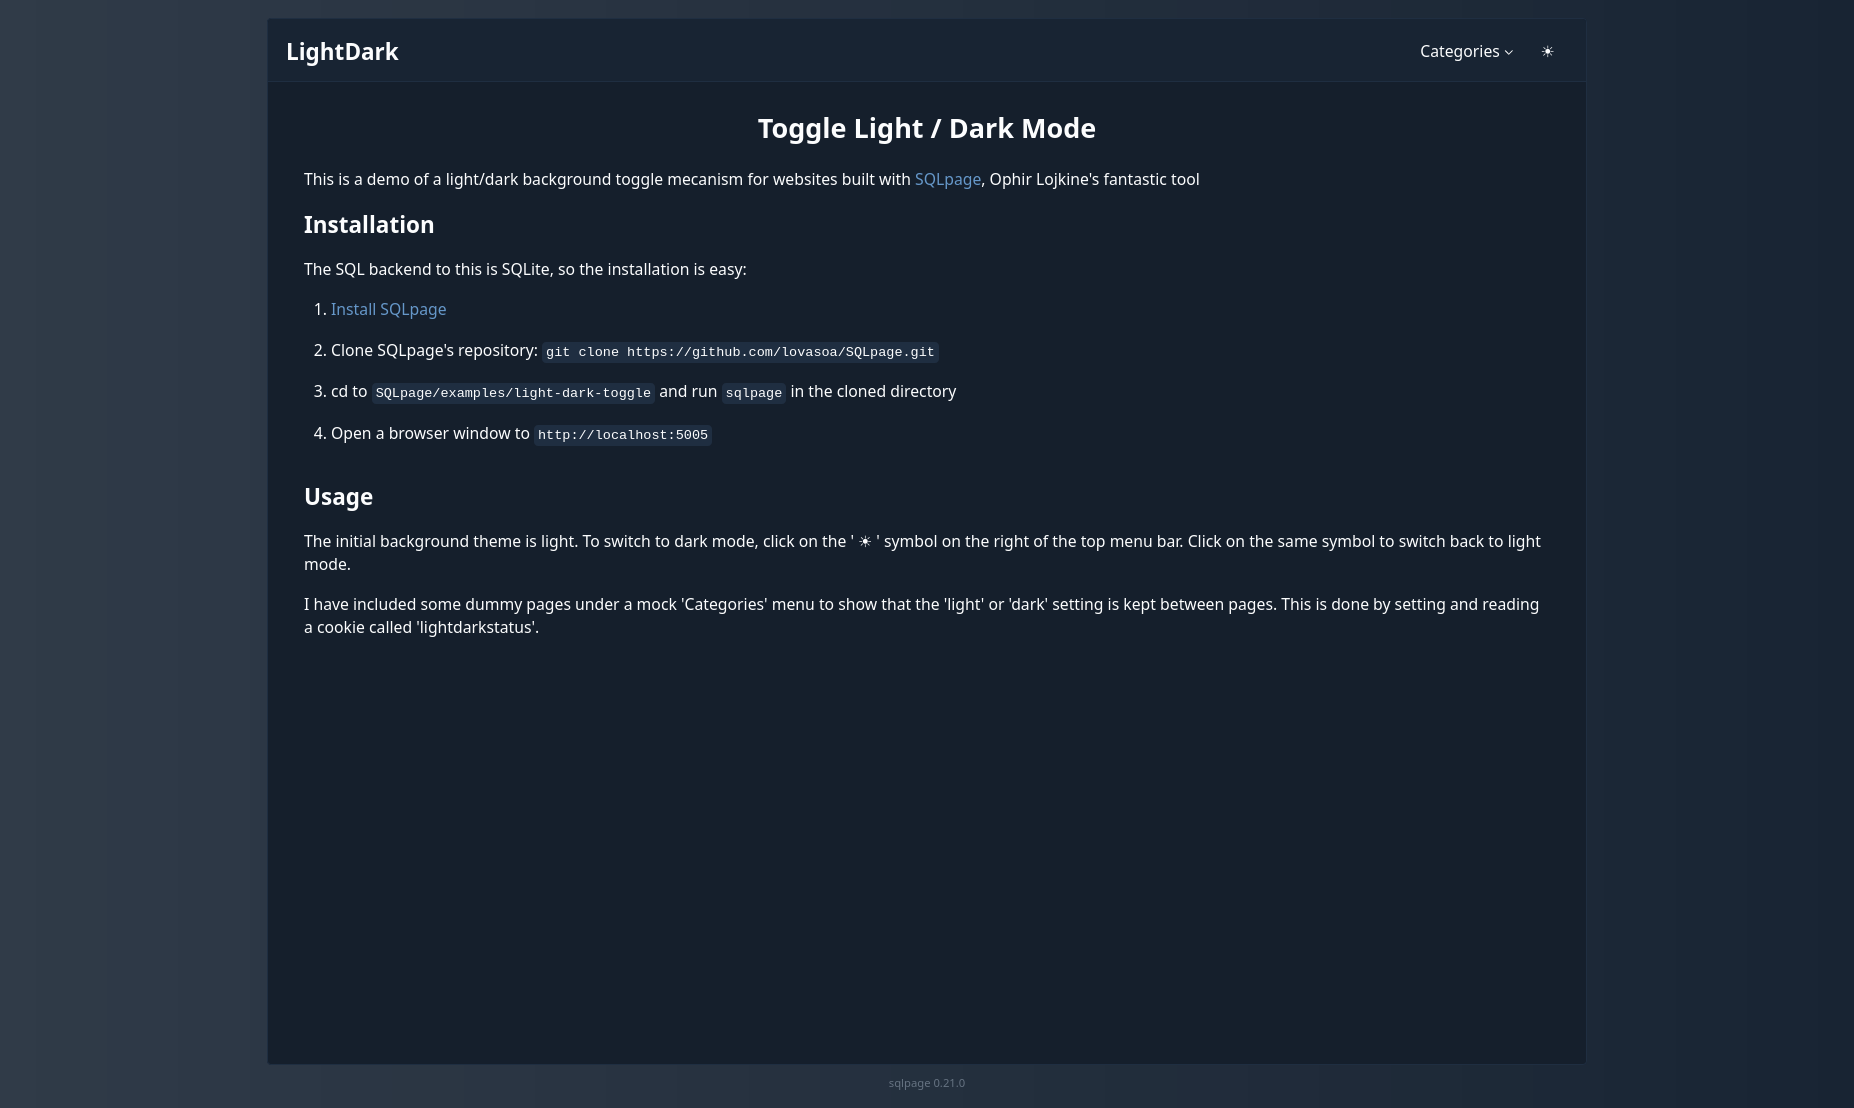 LightDark
Categories
☀
Toggle Light / Dark Mode
This is a demo of a light/dark background toggle mecanism for websites built with SQLpage, Ophir Lojkine's fantastic tool
Installation
The SQL backend to this is SQLite, so the installation is easy:
1. Install SQLpage
2. Clone SQLpage's repository: git clone https://github.com/lovasoa/SQLpage.git
3. cd to SQLpage/examples/light-dark-toggle and run sqlpage in the cloned directory
4. Open a browser window to http://localhost:5005
Usage
The initial background theme is light. To switch to dark mode, click on the ' ☀ ' symbol on the right of the top menu bar. Click on the same symbol to switch back to light
mode.
I have included some dummy pages under a mock 'Categories' menu to show that the 'light' or 'dark' setting is kept between pages. This is done by setting and reading
a cookie called 'lightdarkstatus'.
sqlpage 0.21.0